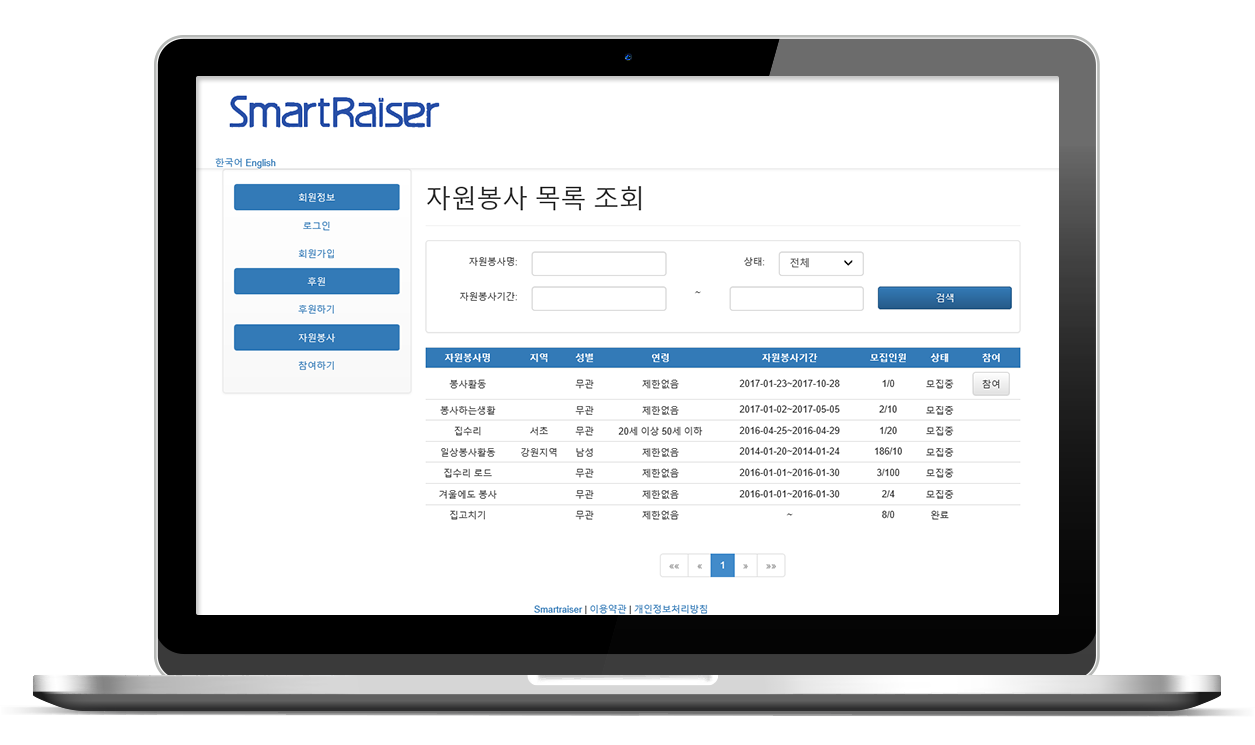 SmartRaiser
한국어 English
회원정보
로그인
회원가입
후원
후원하기
자원봉사
참여하기
자원봉사 목록 조회
자원봉사명: 상태: 전체
자원봉사기간: ~ 검색
자원봉사명 지역 성별 연령 자원봉사기간 모집인원 상태 참여
봉사활동 무관 제한없음 2017-01-23~2017-10-28 1/0 모집중 참여
봉사하는생활 무관 제한없음 2017-01-02~2017-05-05 2/10 모집중
집수리 서초 무관 20세 이상 50세 이하 2016-04-25~2016-04-29 1/20 모집중
일상봉사활동 강원지역 남성 제한없음 2014-01-20~2014-01-24 186/10 모집중
집수리 로드 무관 제한없음 2016-01-01~2016-01-30 3/100 모집중
겨울에도 봉사 무관 제한없음 2016-01-01~2016-01-30 2/4 모집중
집고치기 무관 제한없음 ~ 8/0 완료
«« « 1 » »»
Smartraiser | 이용약관 | 개인정보처리방침